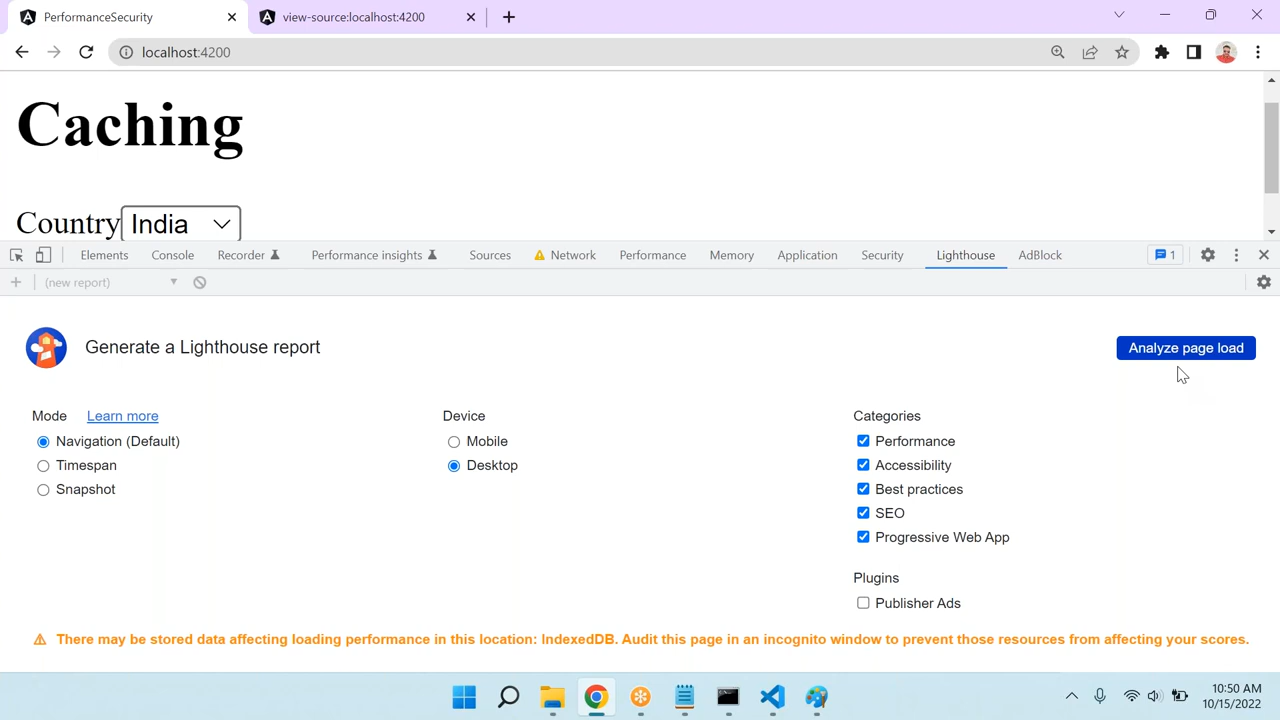 PerformanceSecurity
view-source:localhost:4200
localhost:4200
Caching
Country India
Elements Console Recorder Performance insights Sources Network Performance Memory Application Security Lighthouse AdBlock 1
(new report)
Generate a Lighthouse report
Analyze page load
Mode Learn more
Navigation (Default)
Timespan
Snapshot
Device
Mobile
Desktop
Categories
Performance
Accessibility
Best practices
SEO
Progressive Web App
Plugins
Publisher Ads
There may be stored data affecting loading performance in this location: IndexedDB. Audit this page in an incognito window to prevent those resources from affecting your scores.
10:50 AM
10/15/2022